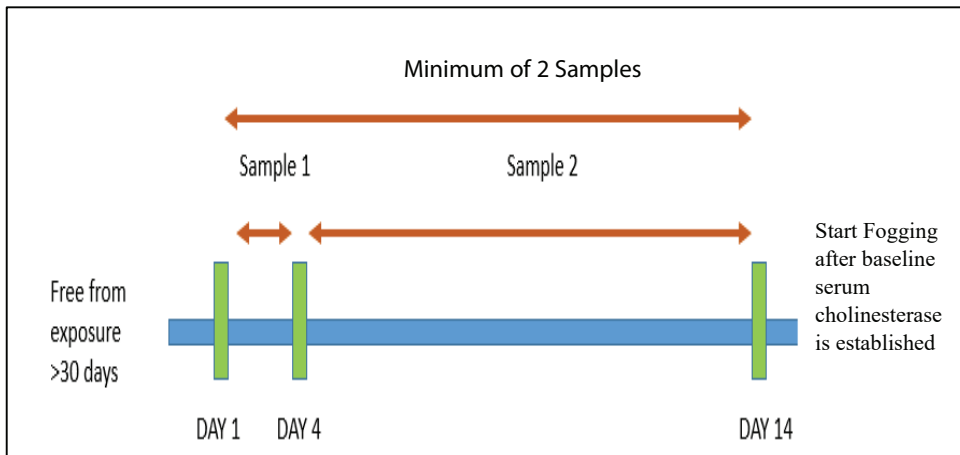 Minimum of 2 Samples
Sample 1
Sample 2
Start Fogging
after baseline
serum
cholinesterase
is established
Free from
exposure
>30 days
DAY 1
DAY 4
DAY 14